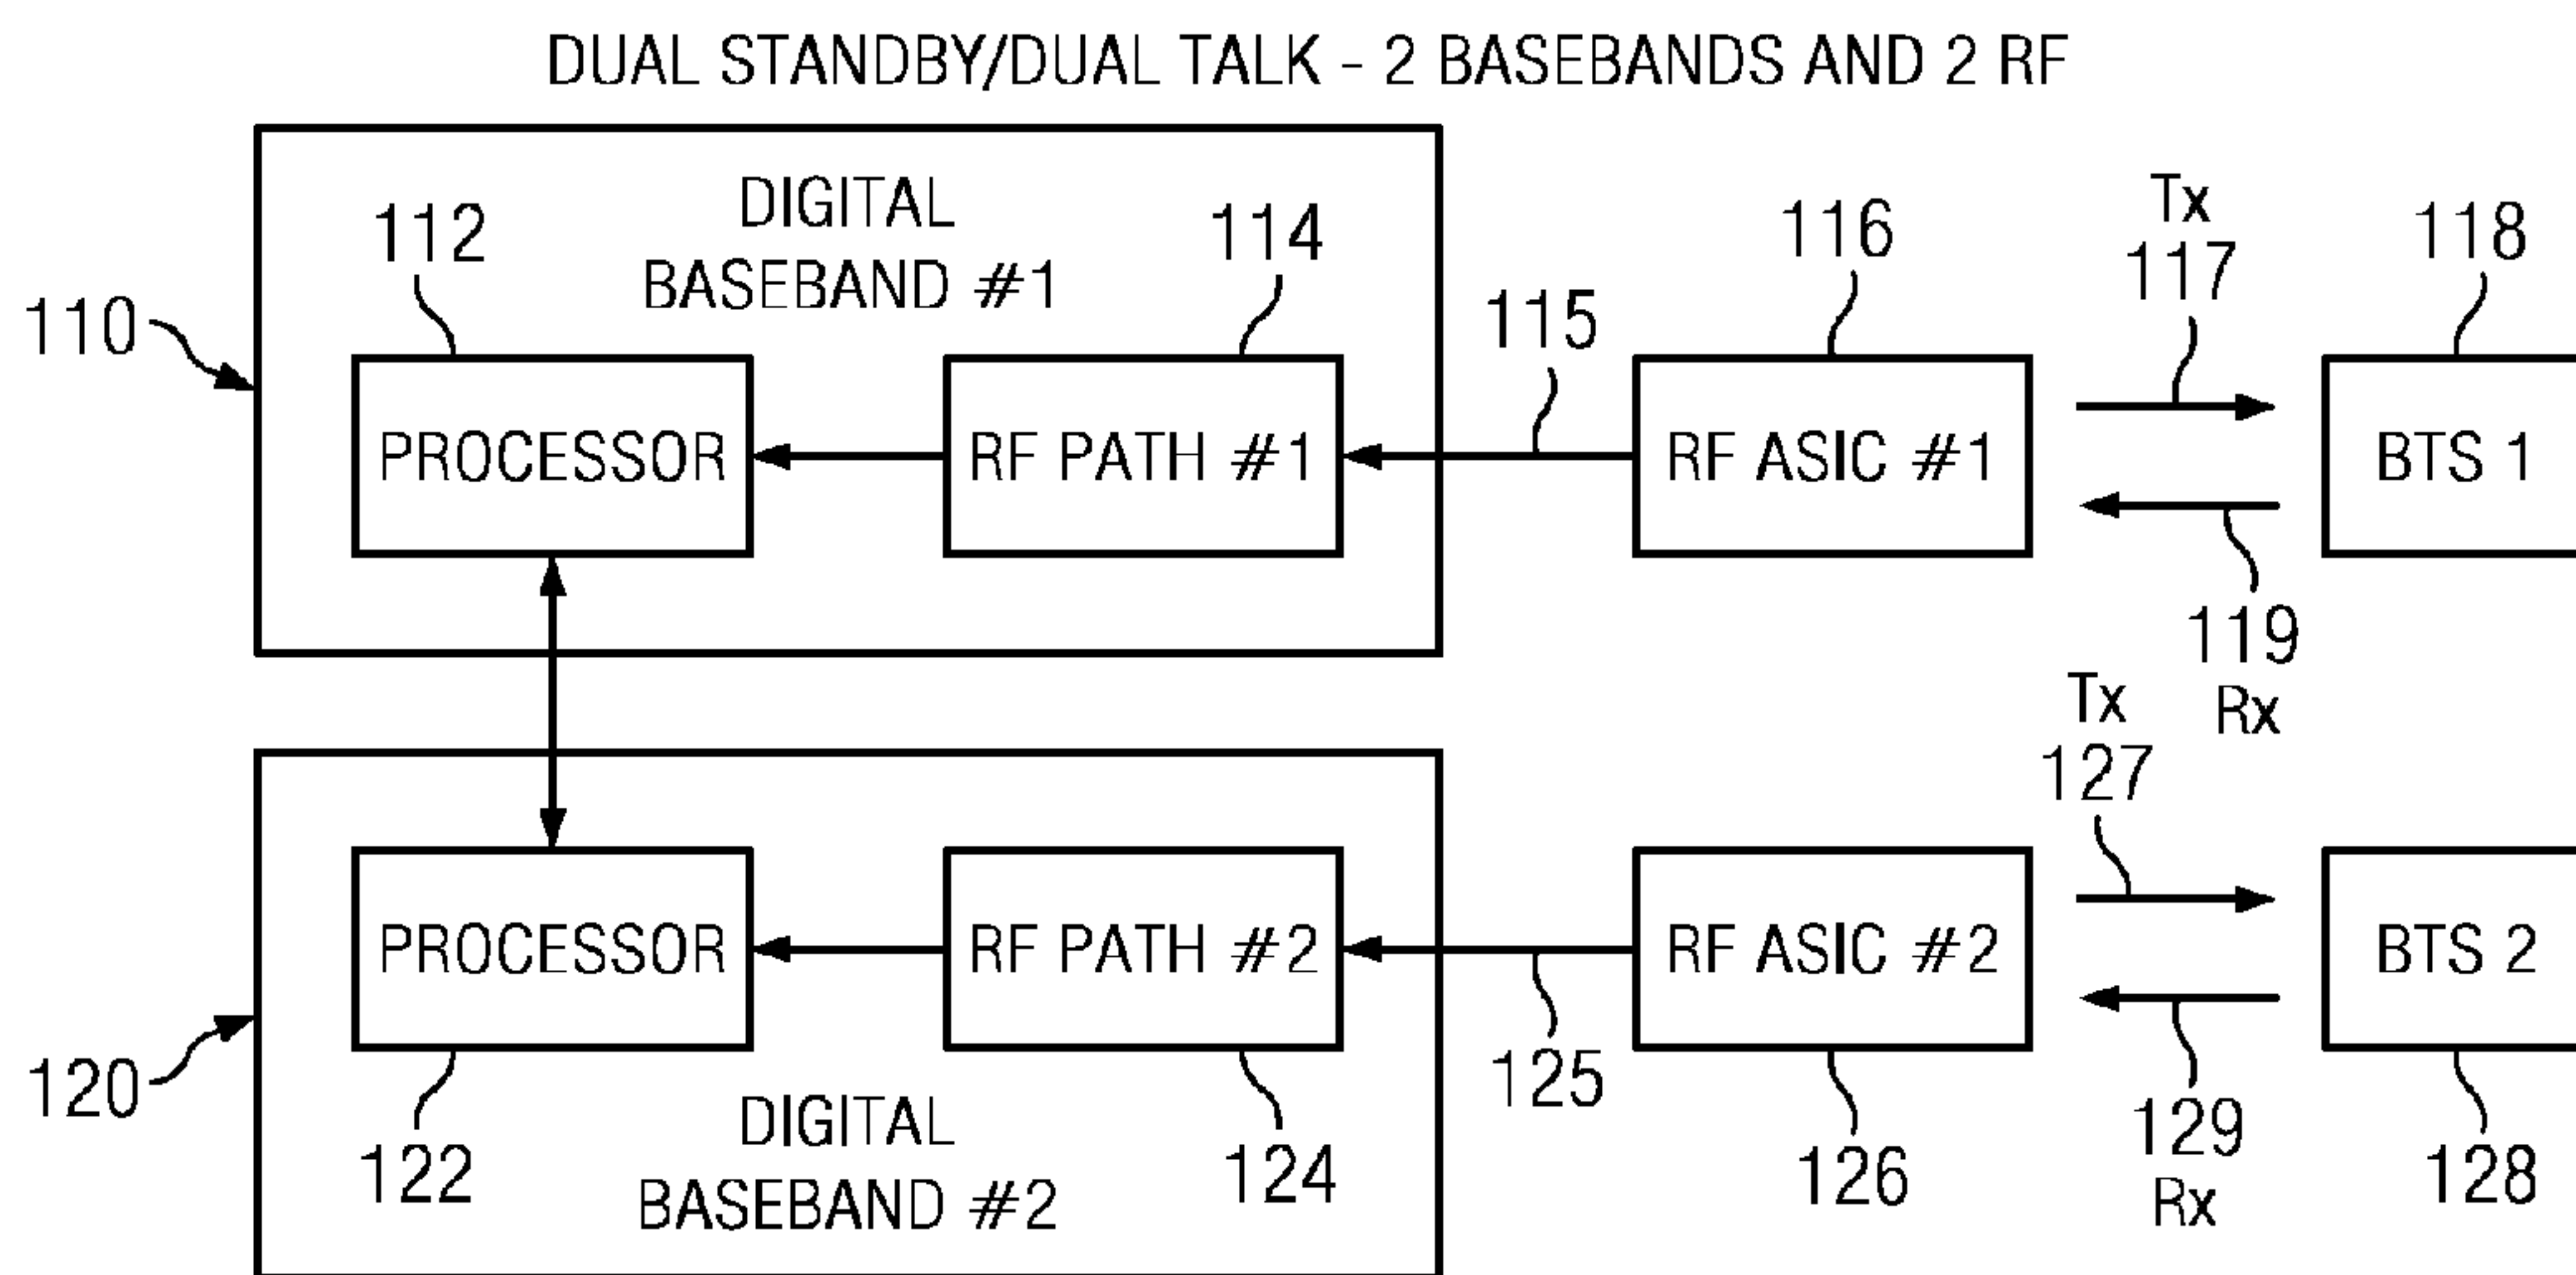 DUAL STANDBY/DUAL TALK - 2 BASEBANDS AND 2 RF
110
DIGITAL
BASEBAND #1
112
114
PROCESSOR
RF PATH #1
115
116
RF ASIC #1
Tx
117
118
BTS 1
119
Rx
120
PROCESSOR
RF PATH #2
122
124
DIGITAL
BASEBAND #2
125
RF ASIC #2
126
Tx
127
BTS 2
129
Rx
128